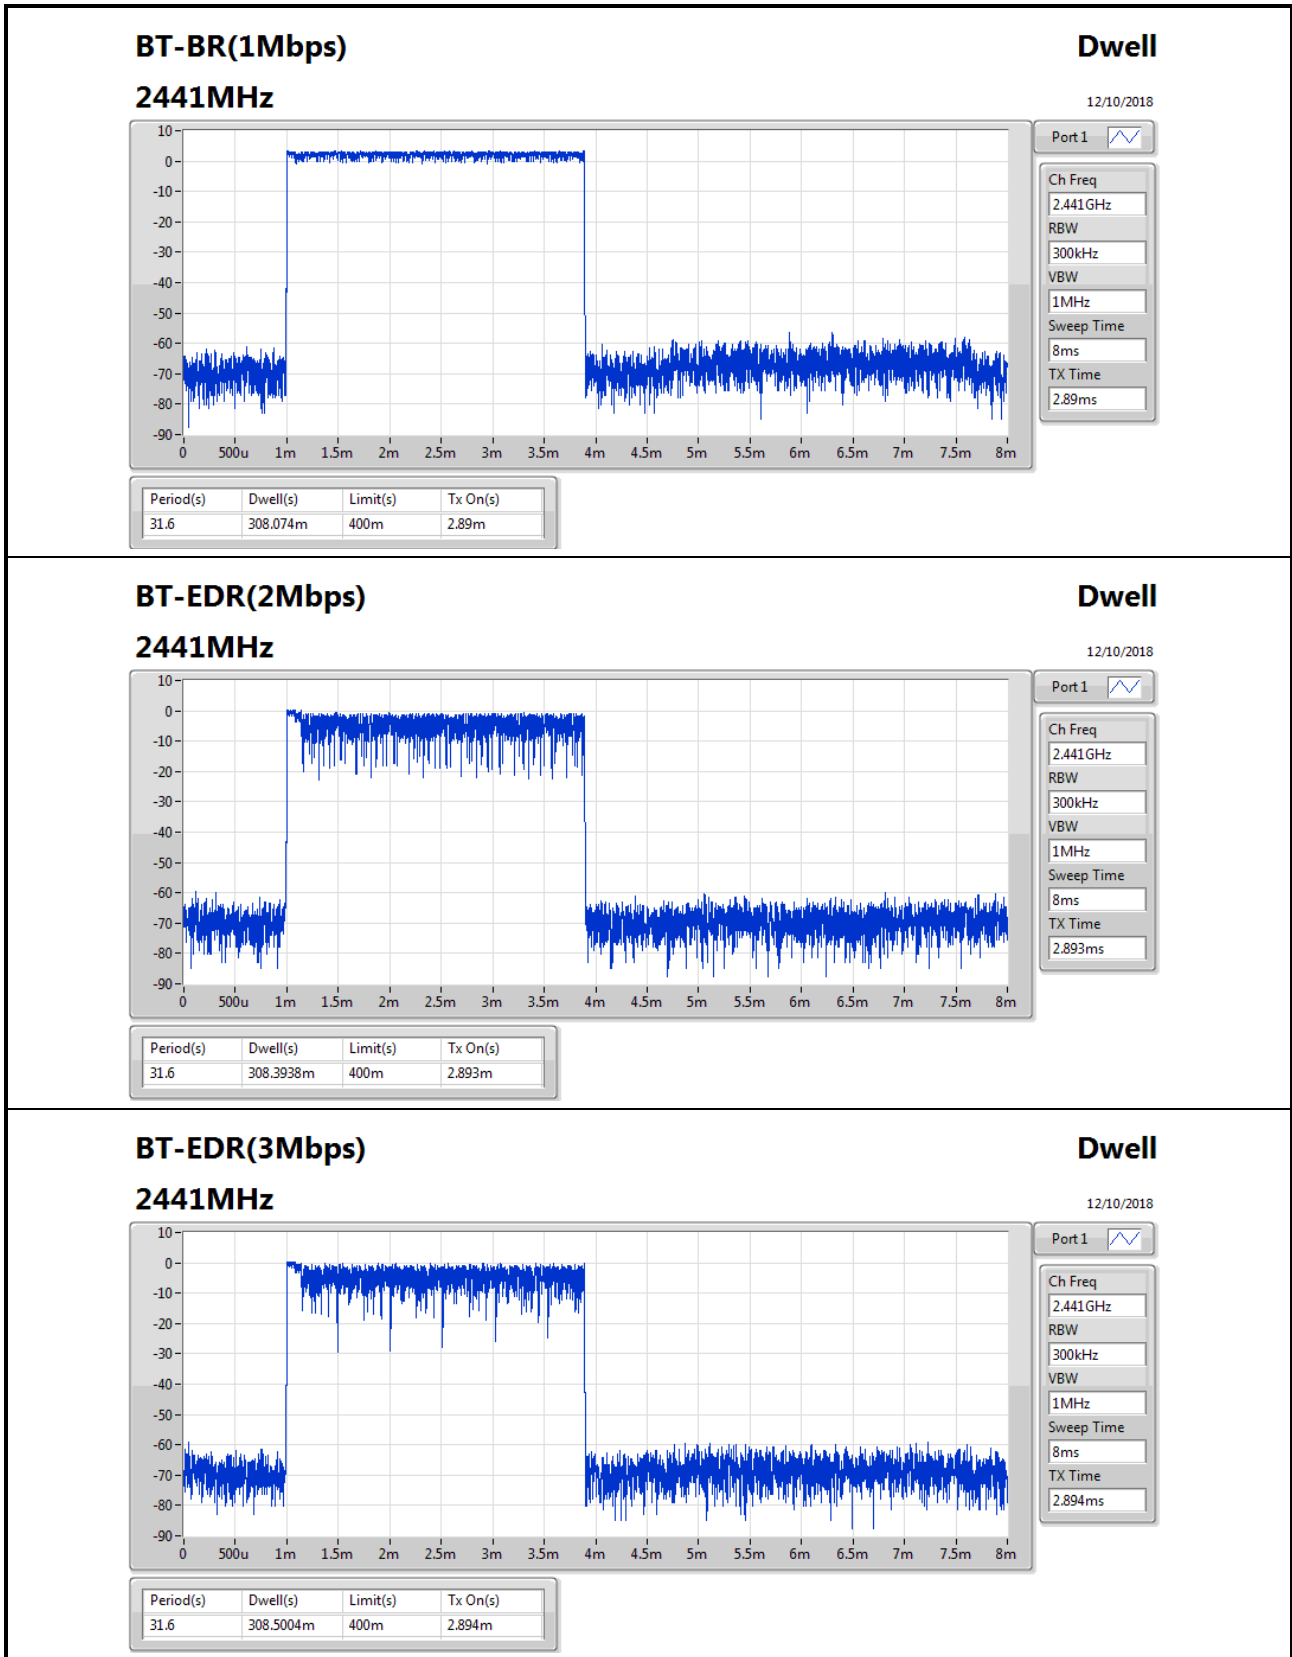 BT-BR(1Mbps) Dwell
2441MHz
12/10/2018
10
0
-10
-20
-30
-40
-50
-60
-70
-80
-90
0 500u 1m 1.5m 2m 2.5m 3m 3.5m 4m 4.5m 5m 5.5m 6m 6.5m 7m 7.5m 8m
Port 1
Ch Freq
2.441GHz
RBW
300kHz
VBW
1MHz
Sweep Time
8ms
TX Time
2.89ms
Period(s) Dwell(s) Limit(s) Tx On(s)
31.6 308.074m 400m 2.89m
BT-EDR(2Mbps) Dwell
2441MHz
12/10/2018
10
0
-10
-20
-30
-40
-50
-60
-70
-80
-90
0 500u 1m 1.5m 2m 2.5m 3m 3.5m 4m 4.5m 5m 5.5m 6m 6.5m 7m 7.5m 8m
Port 1
Ch Freq
2.441GHz
RBW
300kHz
VBW
1MHz
Sweep Time
8ms
TX Time
2.893ms
Period(s) Dwell(s) Limit(s) Tx On(s)
31.6 308.3938m 400m 2.893m
BT-EDR(3Mbps) Dwell
2441MHz
12/10/2018
10
0
-10
-20
-30
-40
-50
-60
-70
-80
-90
0 500u 1m 1.5m 2m 2.5m 3m 3.5m 4m 4.5m 5m 5.5m 6m 6.5m 7m 7.5m 8m
Port 1
Ch Freq
2.441GHz
RBW
300kHz
VBW
1MHz
Sweep Time
8ms
TX Time
2.894ms
Period(s) Dwell(s) Limit(s) Tx On(s)
31.6 308.5004m 400m 2.894m